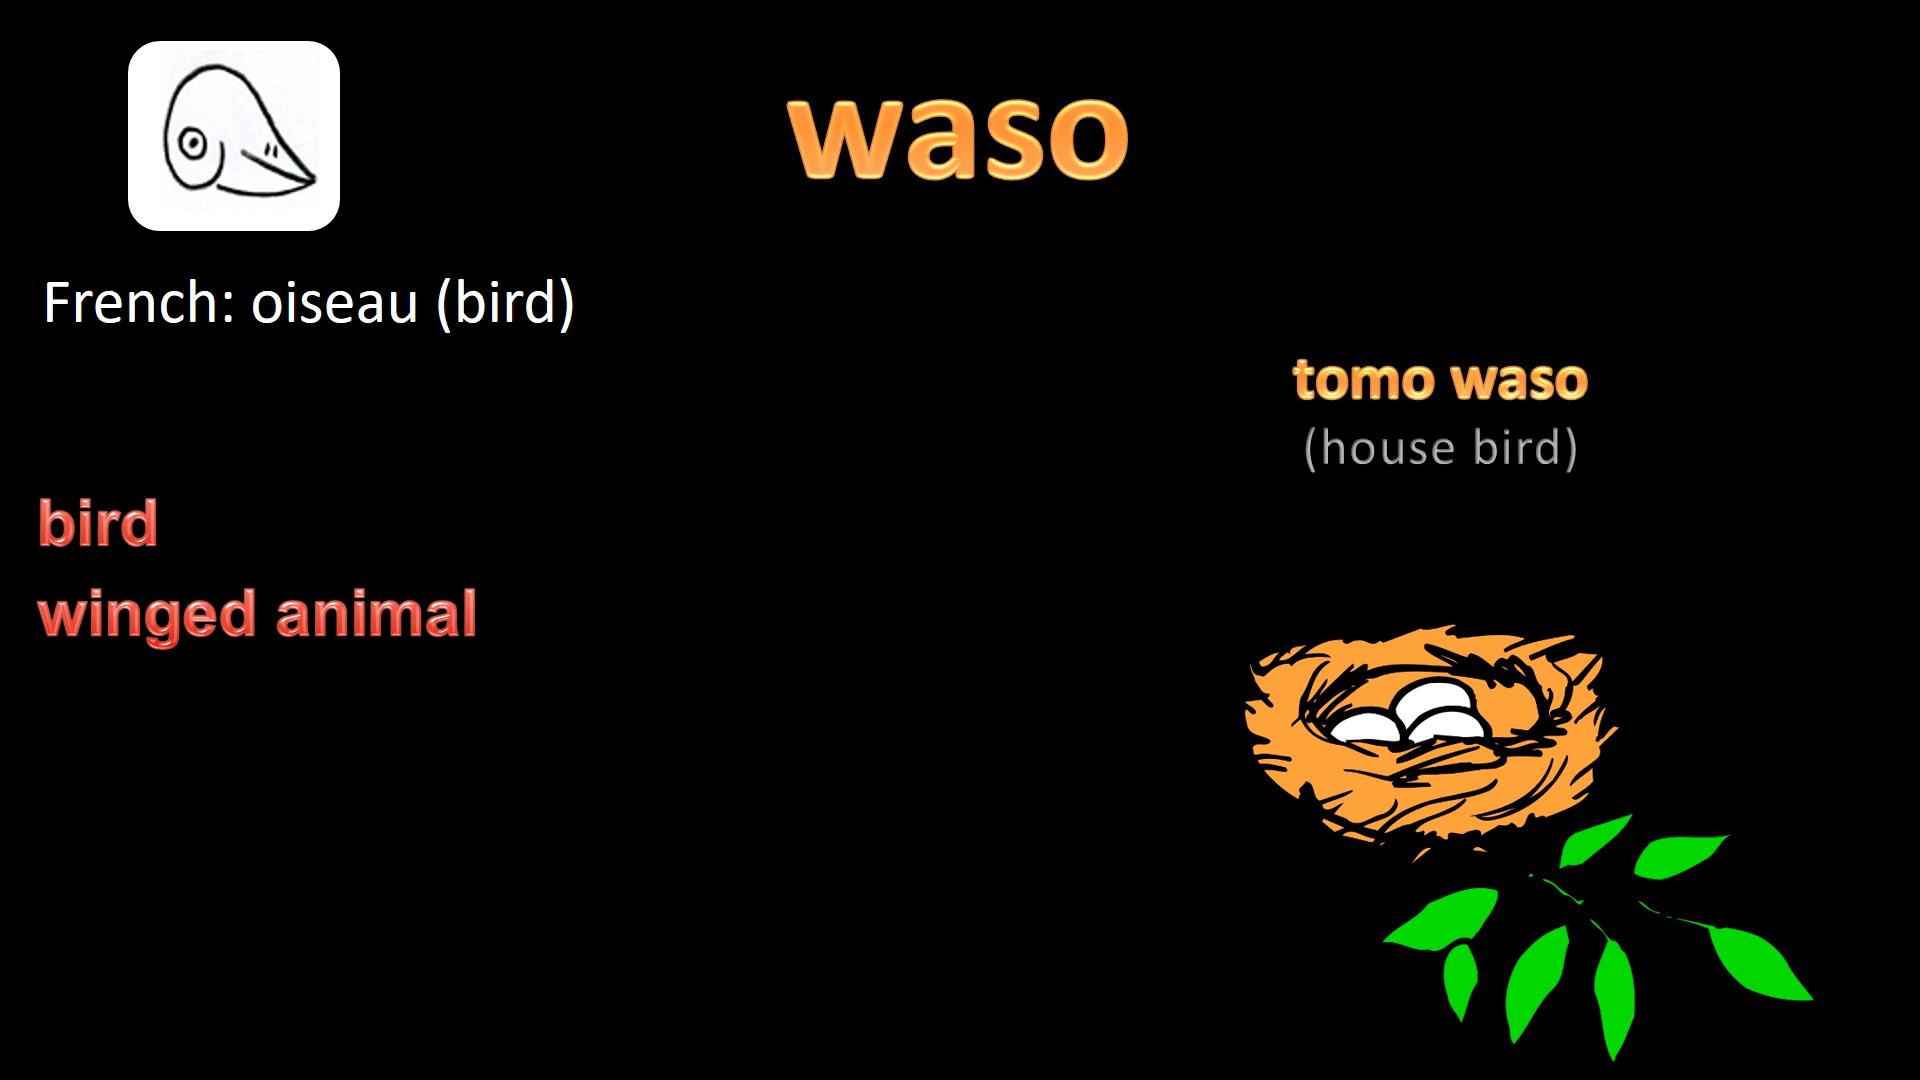 waso
French: oiseau (bird)
tomo waso
(house bird)
bird
winged animal